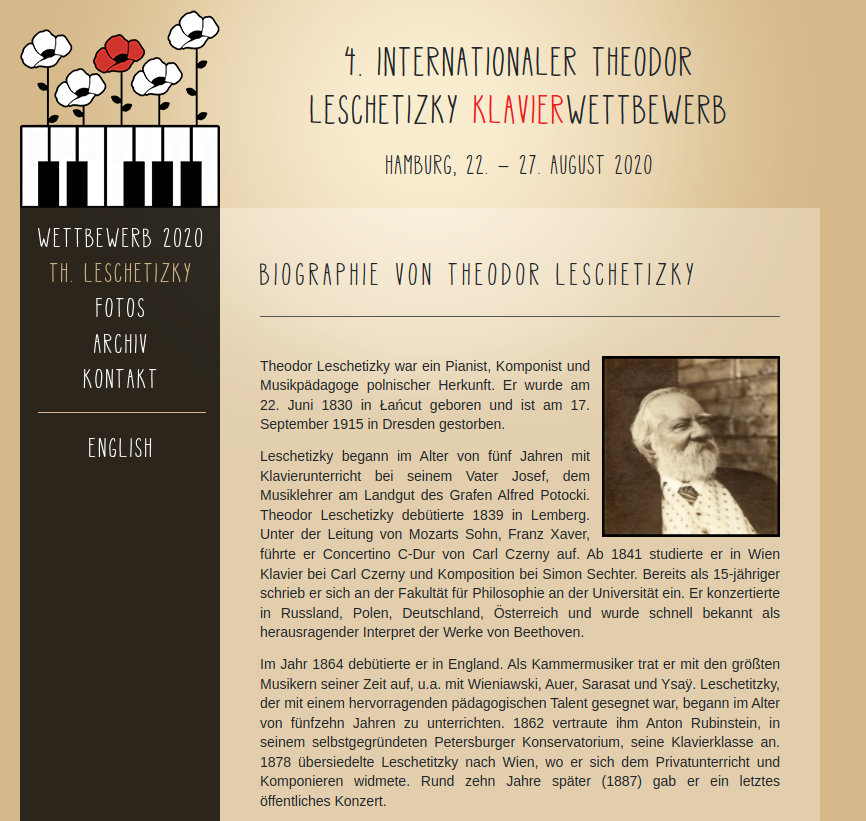 4. INTERNATIONALER THEODOR
LESCHETIZKY KLAVIERWETTBEWERB
HAMBURG, 22. – 27. AUGUST 2020
WETTBEWERB 2020
TH. LESCHETIZKY
FOTOS
ARCHIV
KONTAKT
ENGLISH
BIOGRAPHIE VON THEODOR LESCHETIZKY
Theodor Leschetizky war ein Pianist, Komponist und
Musikpädagoge polnischer Herkunft. Er wurde am
22. Juni 1830 in Łańcut geboren und ist am 17.
September 1915 in Dresden gestorben.
Leschetizky begann im Alter von fünf Jahren mit
Klavierunterricht bei seinem Vater Josef, dem
Musiklehrer am Landgut des Grafen Alfred Potocki.
Theodor Leschetizky debütierte 1839 in Lemberg.
Unter der Leitung von Mozarts Sohn, Franz Xaver,
führte er Concertino C-Dur von Carl Czerny auf. Ab 1841 studierte er in Wien
Klavier bei Carl Czerny und Komposition bei Simon Sechter. Bereits als 15-jähriger
schrieb er sich an der Fakultät für Philosophie an der Universität ein. Er konzertierte
in Russland, Polen, Deutschland, Österreich und wurde schnell bekannt als
herausragender Interpret der Werke von Beethoven.
Im Jahr 1864 debütierte er in England. Als Kammermusiker trat er mit den größten
Musikern seiner Zeit auf, u.a. mit Wieniawski, Auer, Sarasat und Ysaÿ. Leschetitzky,
der mit einem hervorragenden pädagogischen Talent gesegnet war, begann im Alter
von fünfzehn Jahren zu unterrichten. 1862 vertraute ihm Anton Rubinstein, in
seinem selbstgegründeten Petersburger Konservatorium, seine Klavierklasse an.
1878 übersiedelte Leschetitzky nach Wien, wo er sich dem Privatunterricht und
Komponieren widmete. Rund zehn Jahre später (1887) gab er ein letztes
öffentliches Konzert.